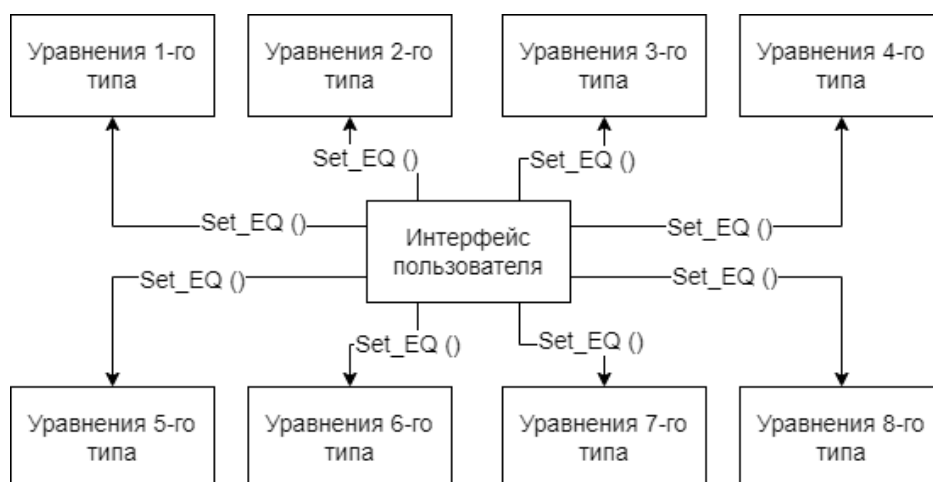 Уравнения 1-го
типа
Уравнения 2-го
типа
Уравнения 3-го
типа
Уравнения 4-го
типа
Set_EQ ()
Set_EQ ()
Set_EQ ()
Set_EQ ()
Интерфейс
пользователя
Set_EQ ()
Set_EQ ()
Set_EQ ()
Set_EQ ()
Уравнения 5-го
типа
Уравнения 6-го
типа
Уравнения 7-го
типа
Уравнения 8-го
типа